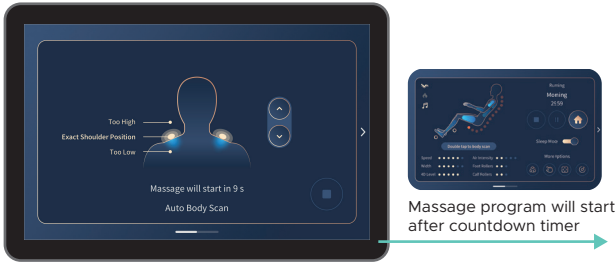 Too High
Exact Shoulder Position
Too Low
Massage will start in 9 s
Auto Body Scan
Running
Morning
21:59
Sleep Mode
Double tap to body scan
More Options
Speed
Air Intensity
Width
Foot Rollers
3D Level
Calf Rollers
Massage program will start
after countdown timer